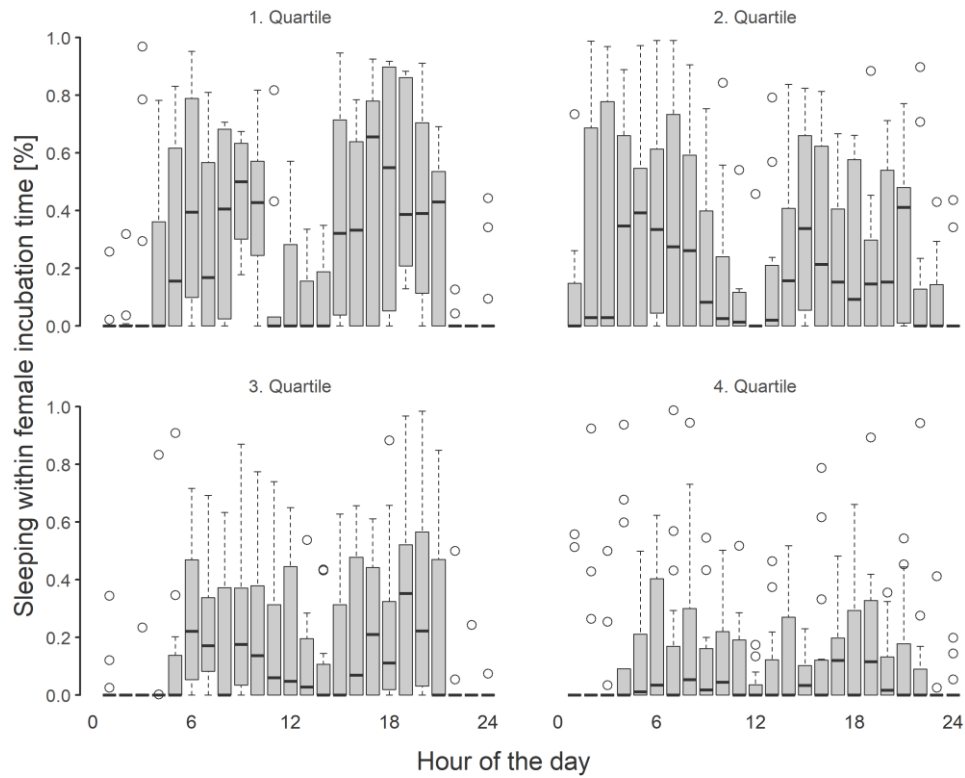 1. Quartile
2. Quartile
1.0
0.8
0.6
0.4
0.2
0.0
3. Quartile
4. Quartile
1.0
0.8
0.6
0.4
0.2
0.0
0 6 12 18 24
0 6 12 18 24
Sleeping within female incubation time [%]
Hour of the day